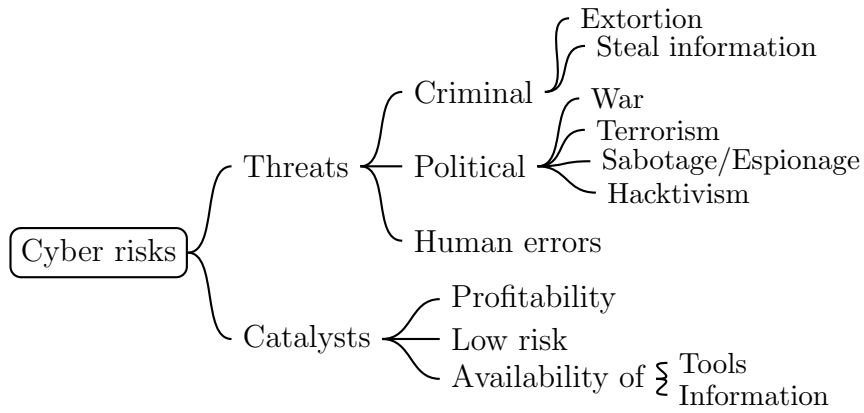 Extortion
Steal information
Criminal
War
Terrorism
Threats
Political
Sabotage/Espionage
Hacktivism
Human errors
Cyber risks
Profitability
Catalysts
Low risk
Availability of
Tools
Information